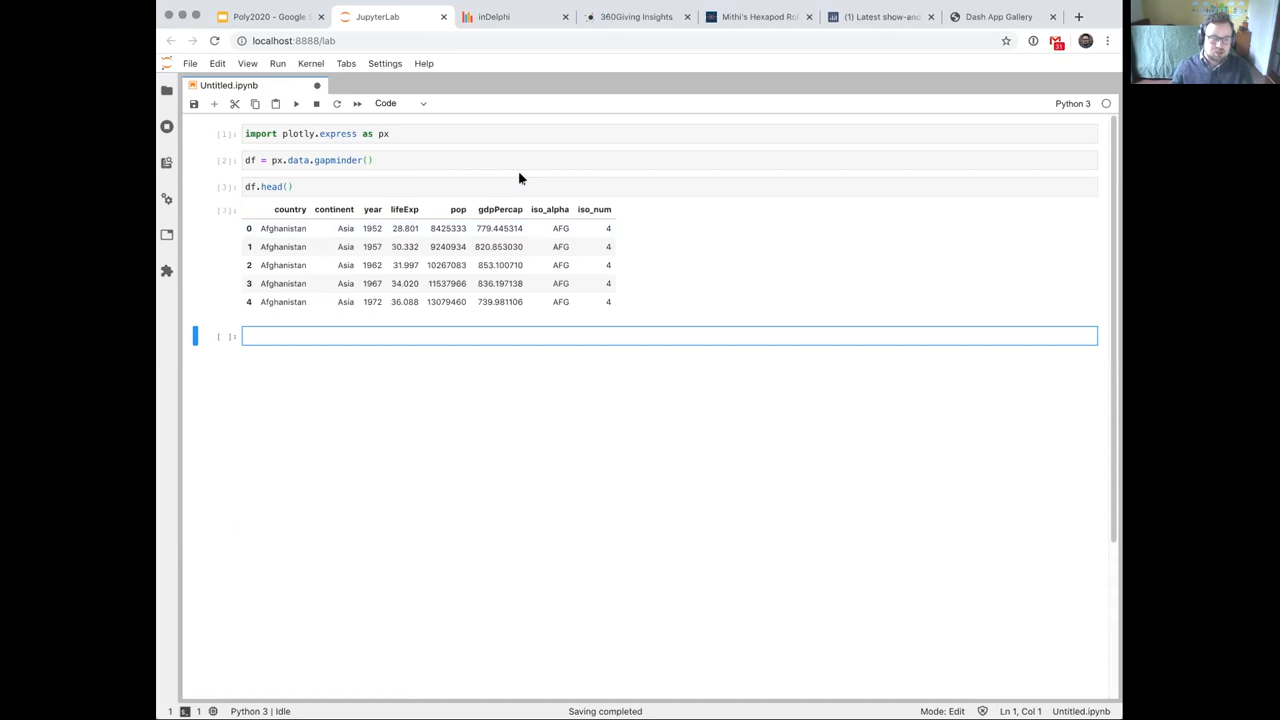 Poly2020 - Google
JupyterLab
inDelphi
360Giving Insights
Mithi's Hexapod Ro
(1) Latest show-and
Dash App Gallery
localhost:8888/lab
31
File Edit View Run Kernel Tabs Settings Help
Untitled.ipynb
Code
Python 3
[1]: import plotly.express as px
[2]: df = px.data.gapminder()
[3]: df.head()
[3]: country continent year lifeExp pop gdpPercap iso_alpha iso_num
0 Afghanistan Asia 1952 28.801 8425333 779.445314 AFG 4
1 Afghanistan Asia 1957 30.332 9240934 820.853030 AFG 4
2 Afghanistan Asia 1962 31.997 10267083 853.100710 AFG 4
3 Afghanistan Asia 1967 34.020 11537966 836.197138 AFG 4
4 Afghanistan Asia 1972 36.088 13079460 739.981106 AFG 4
[ ]:
1 1 Python 3 | Idle Saving completed Mode: Edit Ln 1, Col 1 Untitled.ipynb